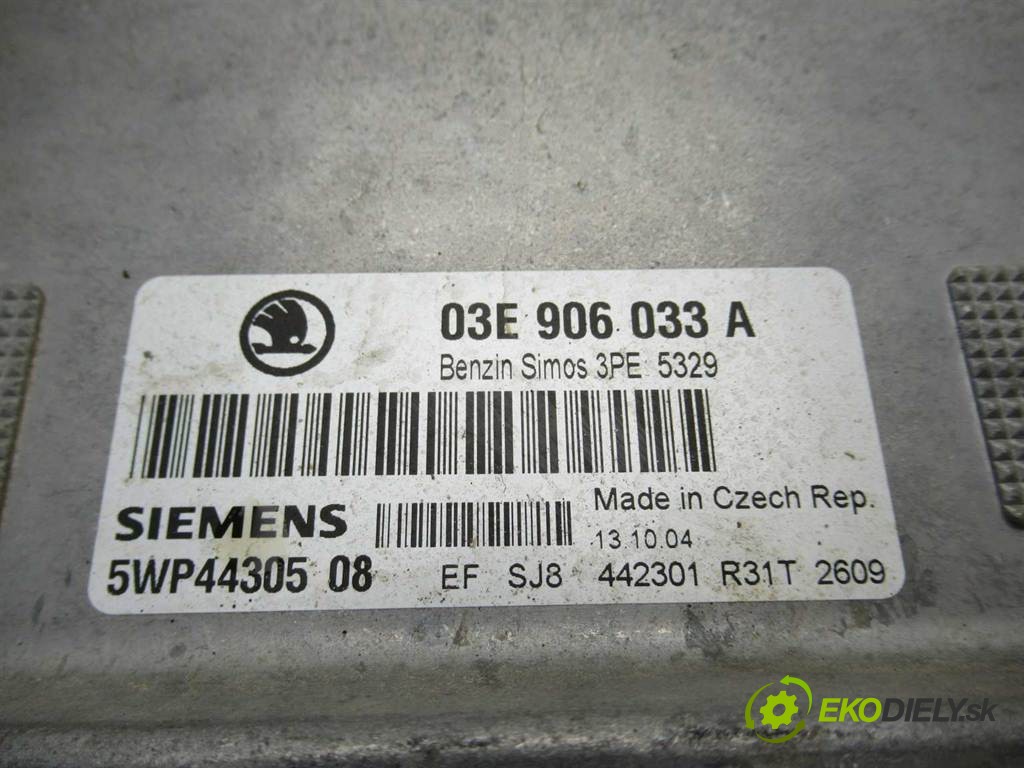 03E 906 033 A
Benzin Simos 3PE 5329
SIEMENS
Made in Czech Rep.
13.10.04
5WP44305 08 EF SJ8 442301 R31T 2609
EKODIELY.sk